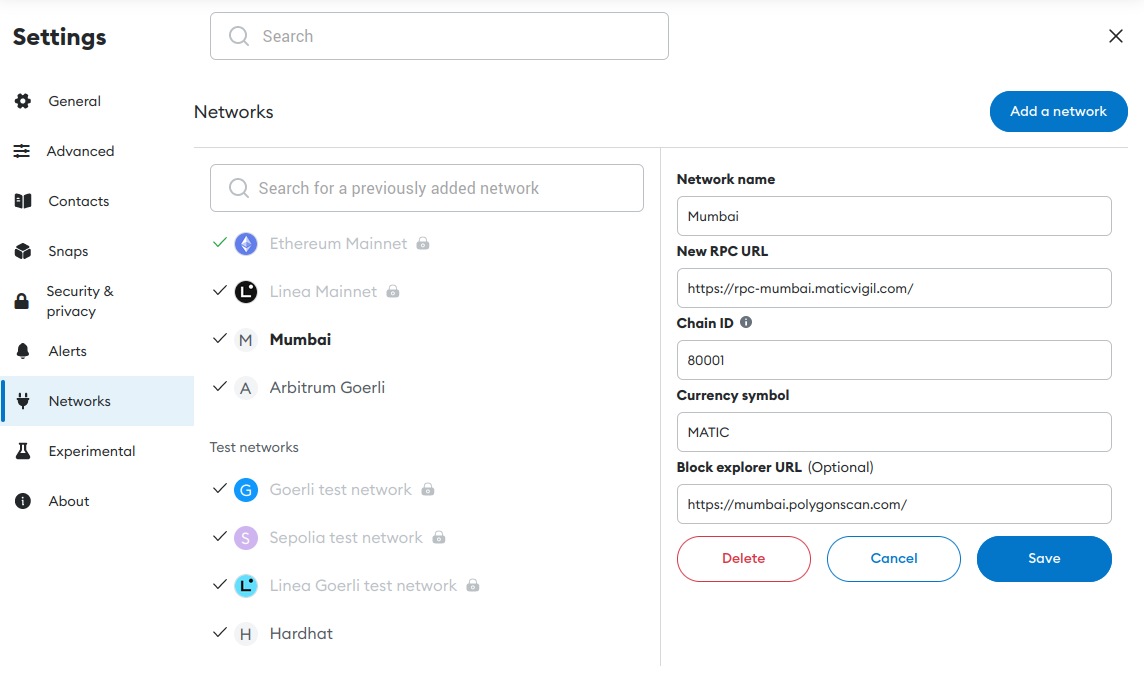 Settings
Search
General
Advanced
Contacts
Snaps
Security &
privacy
Alerts
Networks
Experimental
About
Networks
Add a network
Search for a previously added network
Ethereum Mainnet
L Linea Mainnet
M Mumbai
A Arbitrum Goerli
Test networks
G Goerli test network
S Sepolia test network
L Linea Goerli test network
H Hardhat
Network name
Mumbai
New RPC URL
https://rpc-mumbai.maticvigil.com/
Chain ID
80001
Currency symbol
MATIC
Block explorer URL (Optional)
https://mumbai.polygonscan.com/
Delete
Cancel
Save